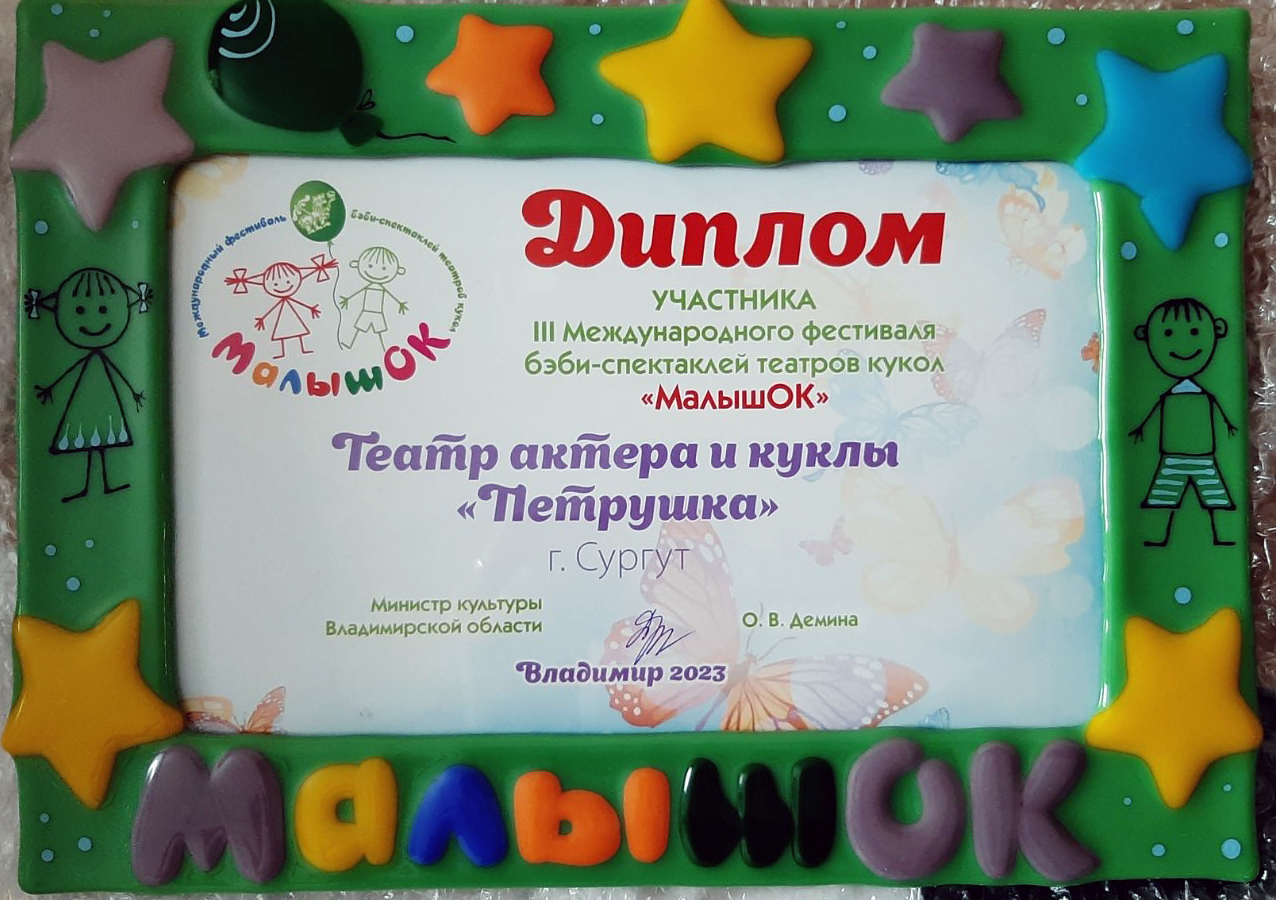 Международный фестиваль бэби-спектаклей театров кукол
МалышОК
Диплом
УЧАСТНИКА
III Международного фестиваля
бэби-спектаклей театров кукол
«МалышОК»
Театр актера и куклы
«Петрушка»
г. Сургут
Министр культуры
Владимирской области
О. В. Демина
Владимир 2023
МалышОК